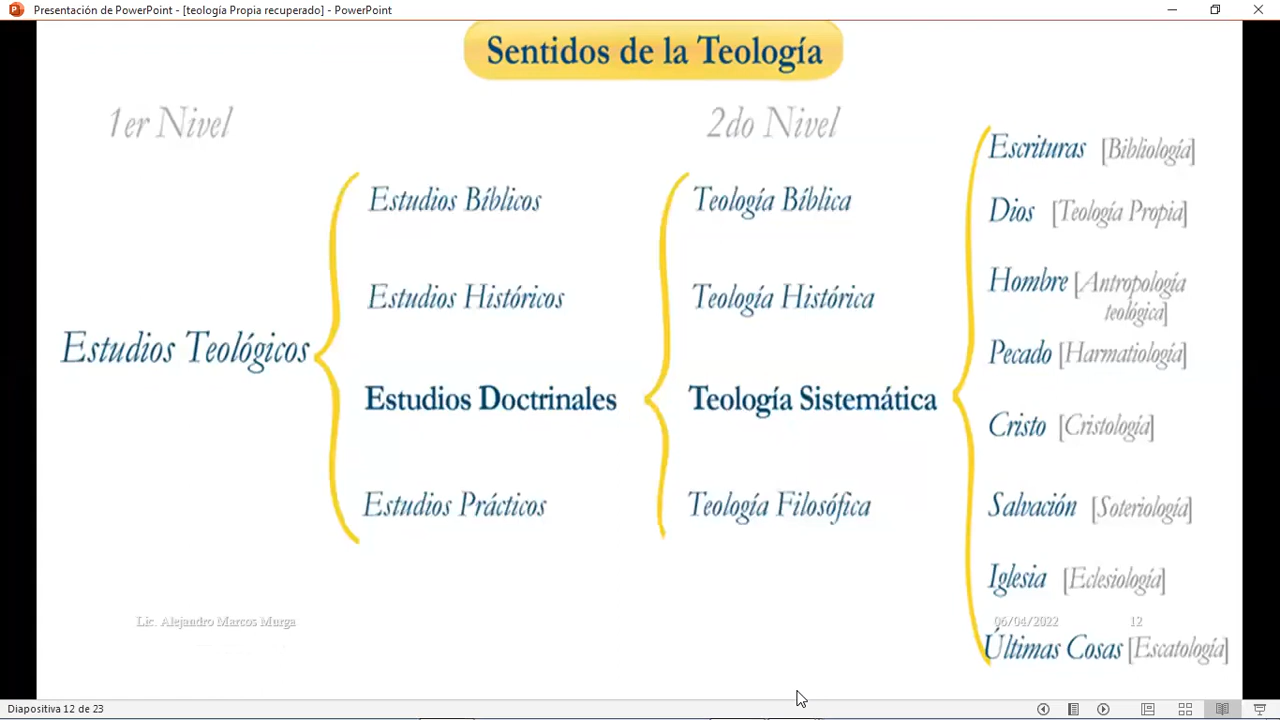 Presentación de PowerPoint - [teología Propia recuperado] - PowerPoint
Sentidos de la Teología
1er Nivel
2do Nivel
Estudios Teológicos
Estudios Bíblicos
Estudios Históricos
Estudios Doctrinales
Estudios Prácticos
Teología Bíblica
Teología Histórica
Teología Sistemática
Teología Filosófica
Escrituras [Bibliología]
Dios [Teología Propia]
Hombre [Antropología
teológica]
Pecado [Harmatiología]
Cristo [Cristología]
Salvación [Soteriología]
Iglesia [Eclesiología]
Últimas Cosas [Escatología]
Lic. Alejandro Marcos Murga
06/04/2022
12
Diapositiva 12 de 23